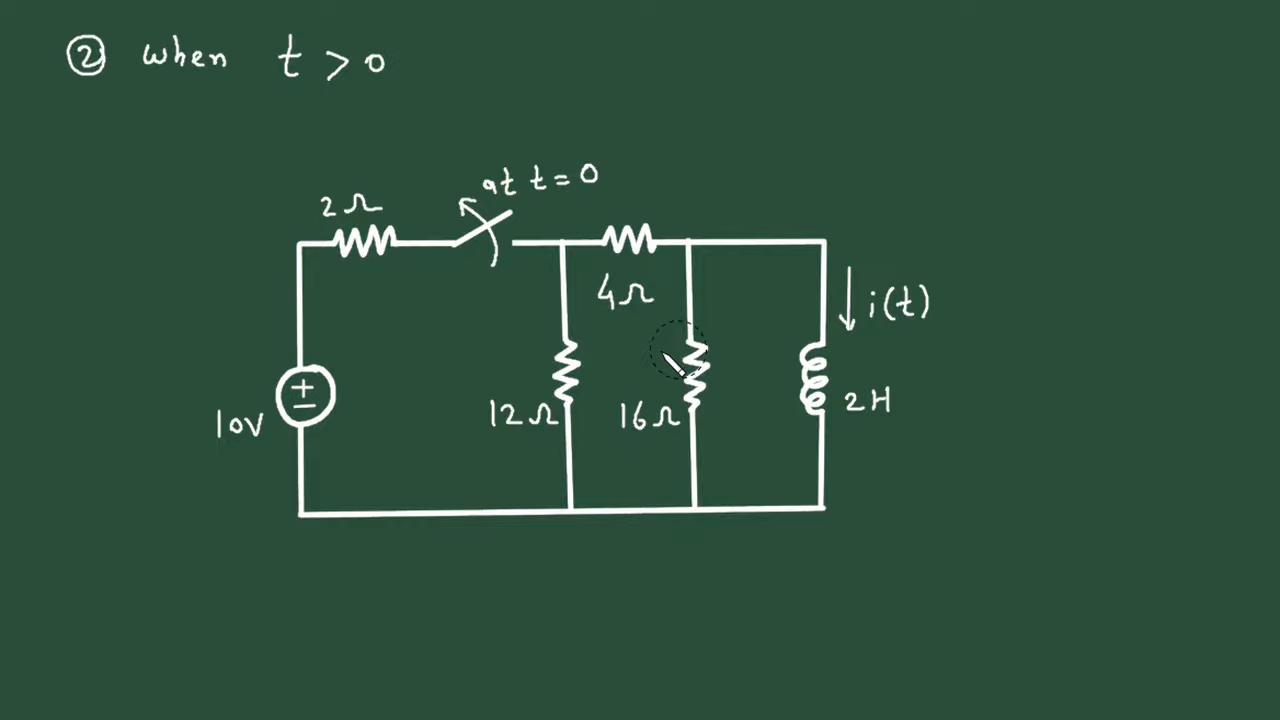 ② when t > 0
at t = 0
2Ω
4Ω
i(t)
10V
12Ω
16Ω
2H